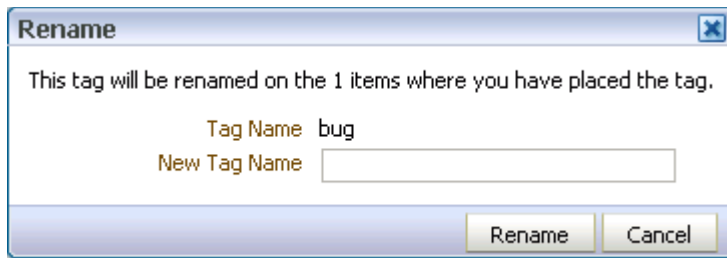 Rename
This tag will be renamed on the 1 items where you have placed the tag.
Tag Name bug
New Tag Name
Rename Cancel